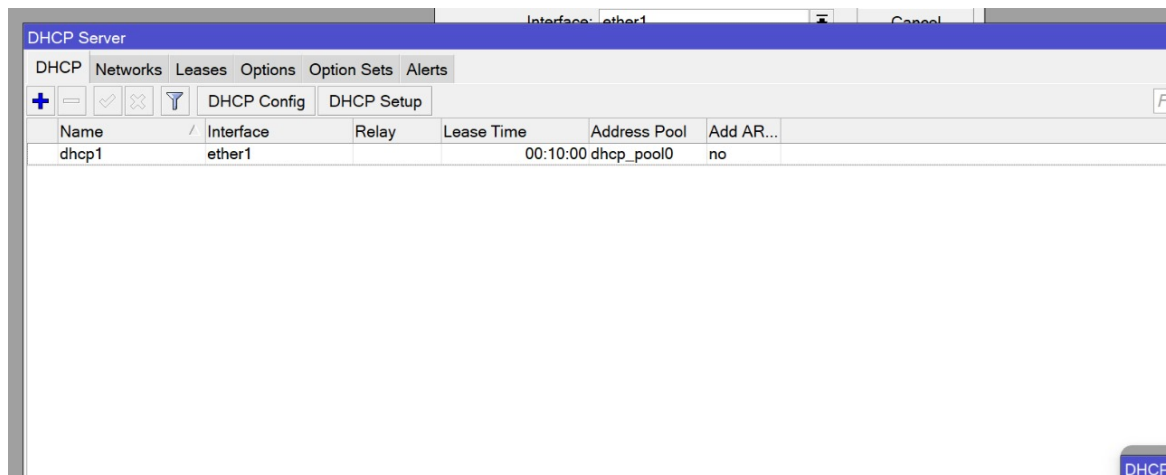 Interface: ether1 Cancel
DHCP Server
DHCP Networks Leases Options Option Sets Alerts
DHCP Config DHCP Setup F
Name Interface Relay Lease Time Address Pool Add AR...
dhcp1 ether1 00:10:00 dhcp_pool0 no
DHCP